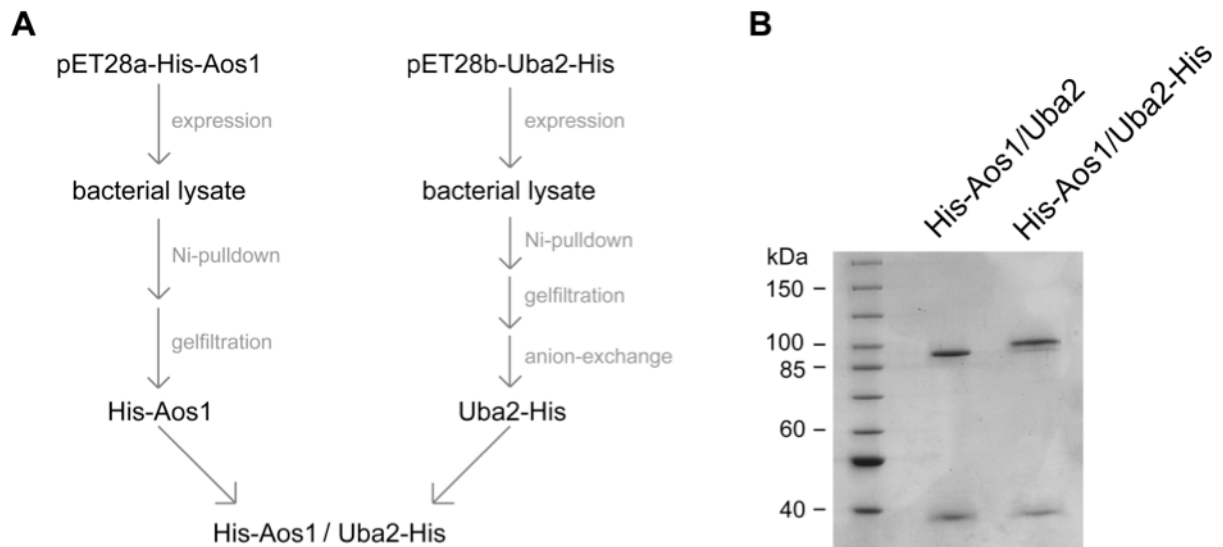 A
pET28a-His-Aos1
pET28b-Uba2-His
expression
expression
bacterial lysate
bacterial lysate
Ni-pulldown
Ni-pulldown
gelfiltration
gelfiltration
anion-exchange
His-Aos1
Uba2-His
His-Aos1 / Uba2-His
B
His-Aos1/Uba2
His-Aos1/Uba2-His
kDa
150
100
85
60
40